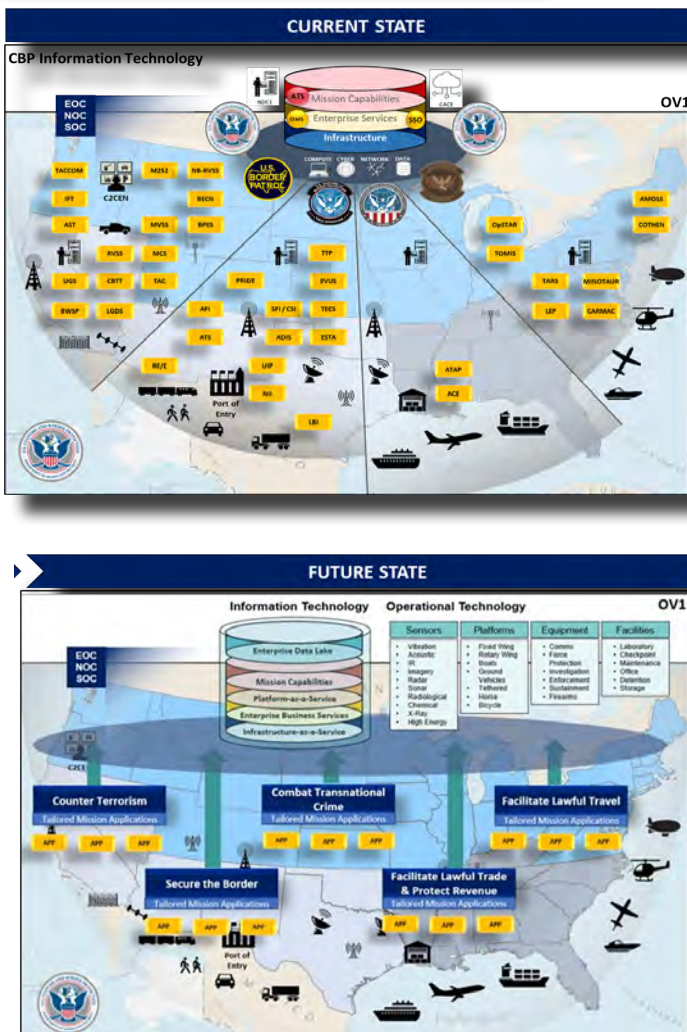 CURRENT STATE
CBP Information Technology
OV1
EOC
NOC
SOC
NDC1
CACE
ATS
Mission Capabilities
Enterprise Services
SSO
Infrastructure
COMPUTE CYBER NETWORK DATA
U.S.
BORDER
PATROL
TACCOM
M2S2
NB-RVSS
C2CEN
IFT
BECN
AST
MVSS
BPES
RVSS
MCS
UGS
CBTT
TAC
BWSP
LGDS
PRIDE
TTP
EVUS
AFI
SPI / CSI
TECS
ATS
ADIS
ESTA
BE/E
UIP
NII
LBI
Port of
Entry
OpSTAR
TOMIS
AMOSS
COTHEN
TARS
MINOTAUR
LEP
CARMAC
ATAP
ACE
FUTURE STATE
Information Technology
Operational Technology
OV1
EOC
NOC
SOC
Enterprise Data Lake
Mission Capabilities
Platform-as-a-Service
Enterprise Business Services
Infrastructure-as-a-Service
Sensors
• Vibration
• Acoustic
• IR
• Imagery
• Radar
• Sonar
• Radiological
• Chemical
• X-Ray
• High Energy
Platforms
• Fixed Wing
• Rotary Wing
• Boats
• Ground
Vehicles
• Tethered
• Horse
• Bicycle
Equipment
• Comms
• Force
Protection
• Investigation
• Enforcement
• Sustainment
• Firearms
Facilities
• Laboratory
• Checkpoint
• Maintenance
• Office
• Detention
• Storage
Counter Terrorism
Tailored Mission Applications
APP APP APP
Combat Transnational
Crime
Tailored Mission Applications
APP APP APP
Facilitate Lawful Travel
Tailored Mission Applications
APP APP APP
Secure the Border
Tailored Mission Applications
APP APP APP
Facilitate Lawful Trade
& Protect Revenue
Tailored Mission Applications
APP APP APP
Port of
Entry